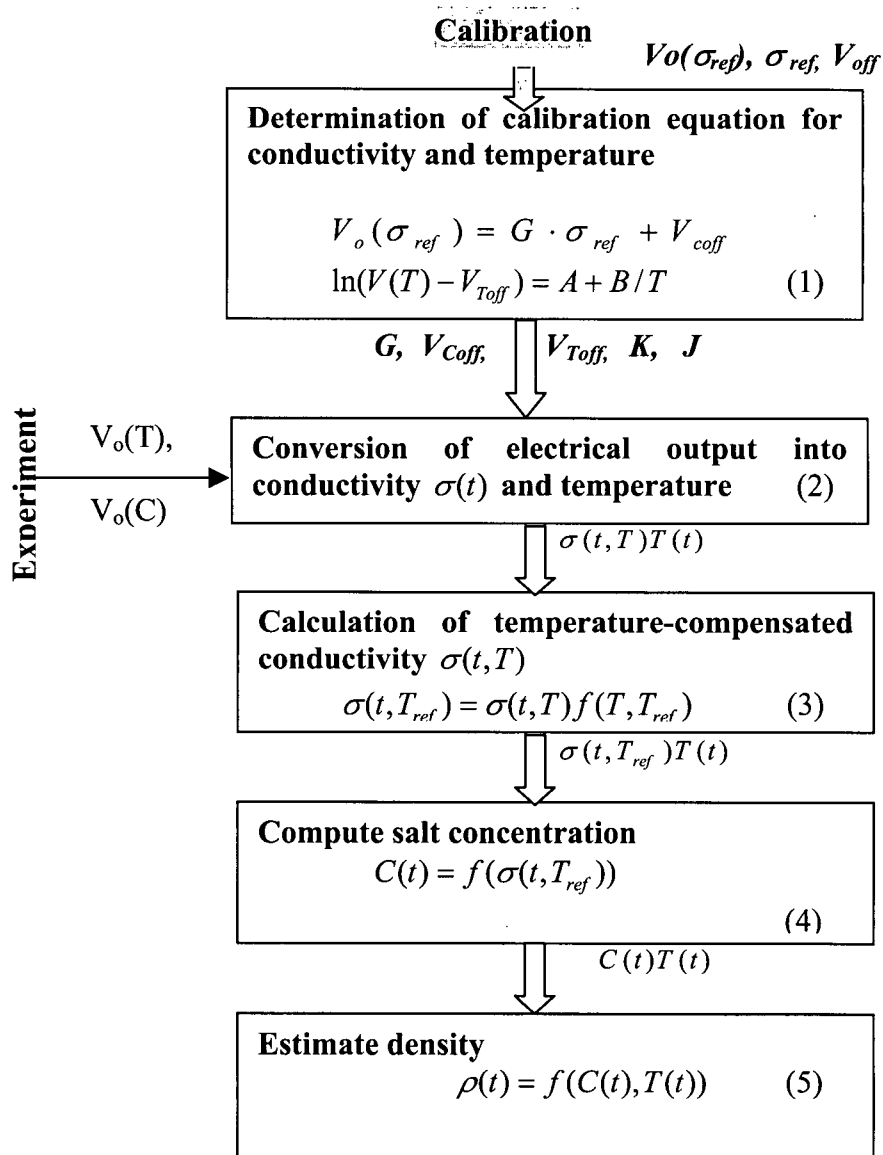 Calibration
Vo(σref), σref, Voff
Determination of calibration equation for
conductivity and temperature
Vo(σref) = G · σref + Vcoff
ln(V(T) − VToff) = A + B/T (1)
G, VCoff, VToff, K, J
Experiment
Vo(T),
Vo(C)
Conversion of electrical output into
conductivity σ(t) and temperature (2)
σ(t,T)T(t)
Calculation of temperature-compensated
conductivity σ(t,T)
σ(t,Tref) = σ(t,T)f(T,Tref) (3)
σ(t,Tref)T(t)
Compute salt concentration
C(t) = f(σ(t,Tref))
(4)
C(t)T(t)
Estimate density
ρ(t) = f(C(t),T(t)) (5)